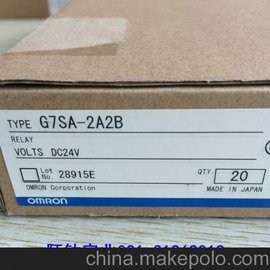 TYPE G7SA-2A2B
RELAY
VOLTS DC24V
Lot No. 28915E
QTY 20
OMRON Corporation
MADE IN JAPAN
OMRON
china.makepolo.com